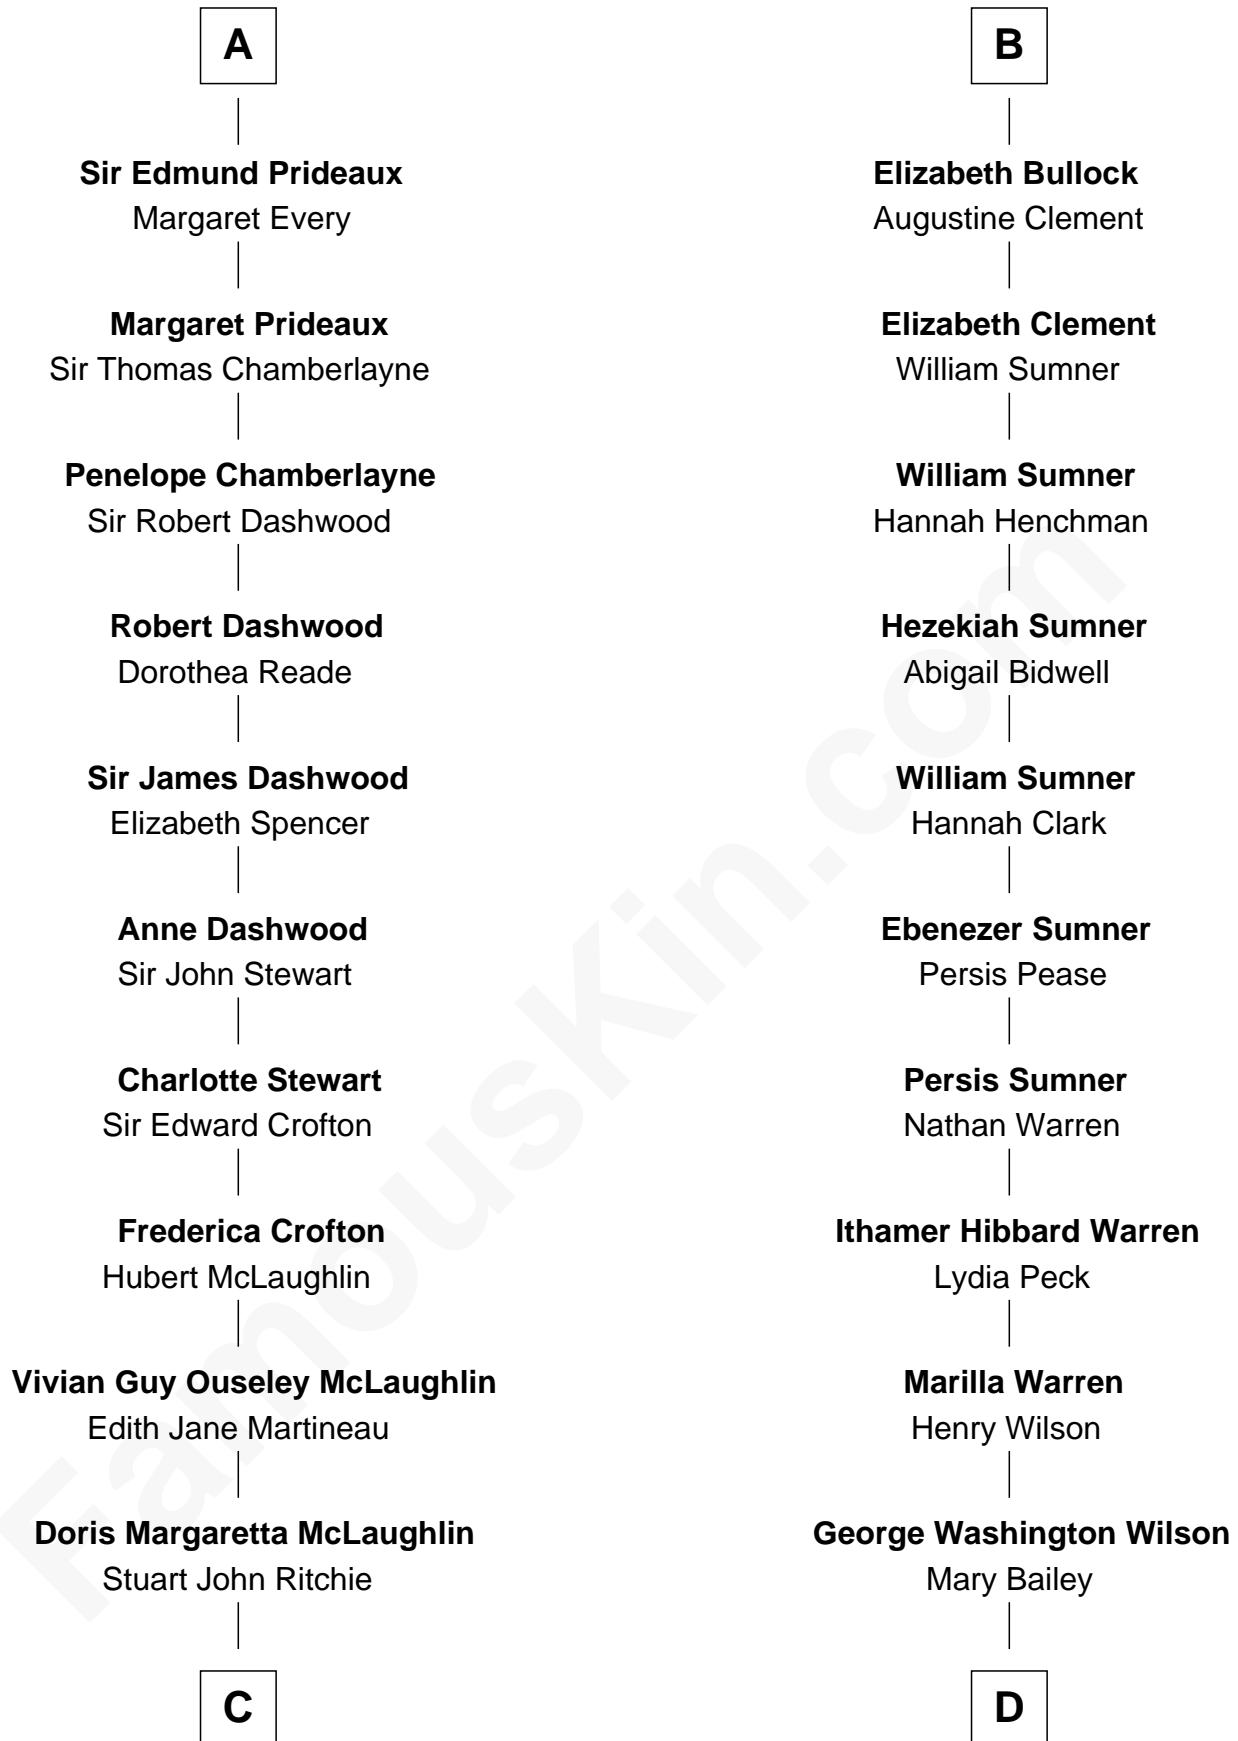 A
Sir Edmund Prideaux
Margaret Every
Margaret Prideaux
Sir Thomas Chamberlayne
Penelope Chamberlayne
Sir Robert Dashwood
Robert Dashwood
Dorothea Reade
Sir James Dashwood
Elizabeth Spencer
Anne Dashwood
Sir John Stewart
Charlotte Stewart
Sir Edward Crofton
Frederica Crofton
Hubert McLaughlin
Vivian Guy Ouseley McLaughlin
Edith Jane Martineau
Doris Margaretta McLaughlin
Stuart John Ritchie
C
B
Elizabeth Bullock
Augustine Clement
Elizabeth Clement
William Sumner
William Sumner
Hannah Henchman
Hezekiah Sumner
Abigail Bidwell
William Sumner
Hannah Clark
Ebenezer Sumner
Persis Pease
Persis Sumner
Nathan Warren
Ithamer Hibbard Warren
Lydia Peck
Marilla Warren
Henry Wilson
George Washington Wilson
Mary Bailey
D
FamousKin.com